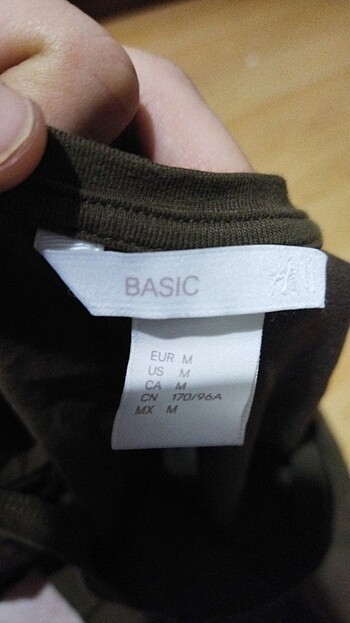 BASIC
EUR M
US M
CA M
CN 170/96A
MX M